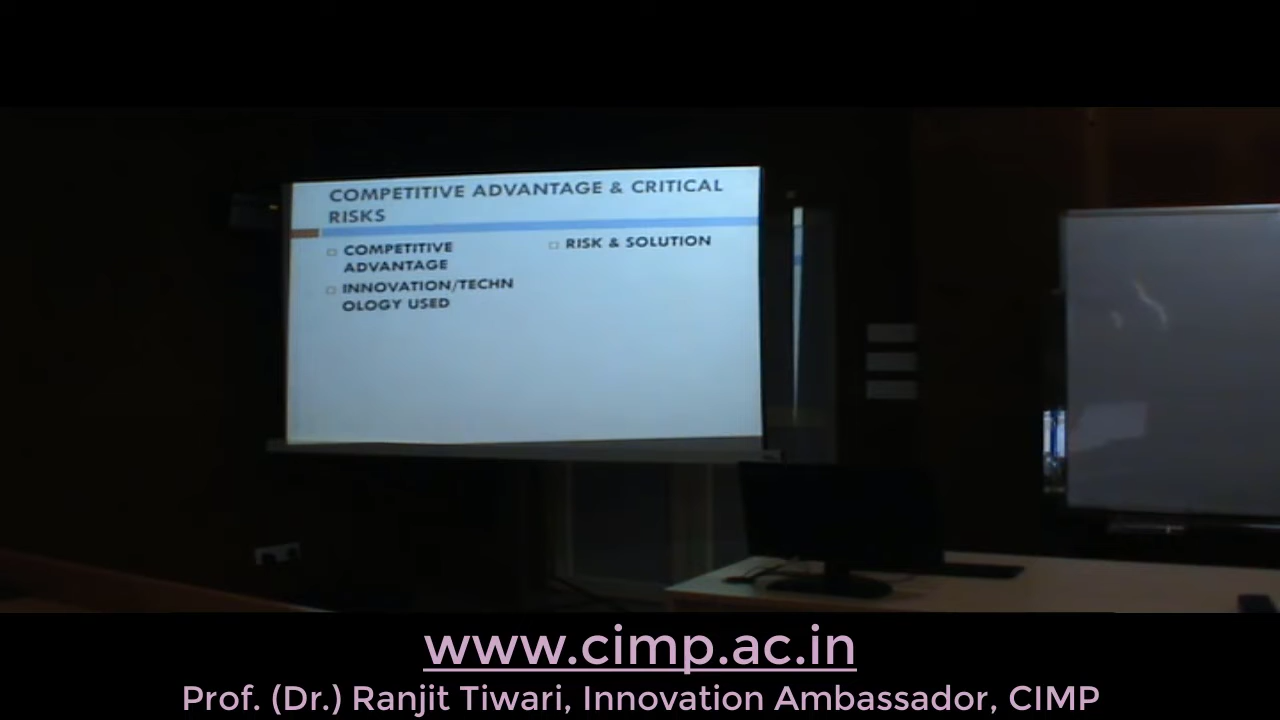 COMPETITIVE ADVANTAGE & CRITICAL
RISKS
COMPETITIVE
ADVANTAGE
INNOVATION/TECHN
OLOGY USED
RISK & SOLUTION
www.cimp.ac.in
Prof. (Dr.) Ranjit Tiwari, Innovation Ambassador, CIMP